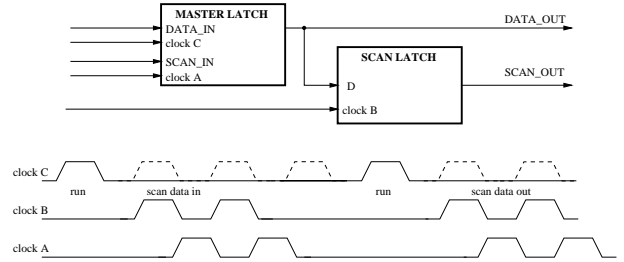 MASTER LATCH
DATA_IN
clock C
SCAN_IN
clock A
DATA_OUT
SCAN LATCH
D
clock B
SCAN_OUT
clock C
run
scan data in
run
scan data out
clock B
clock A